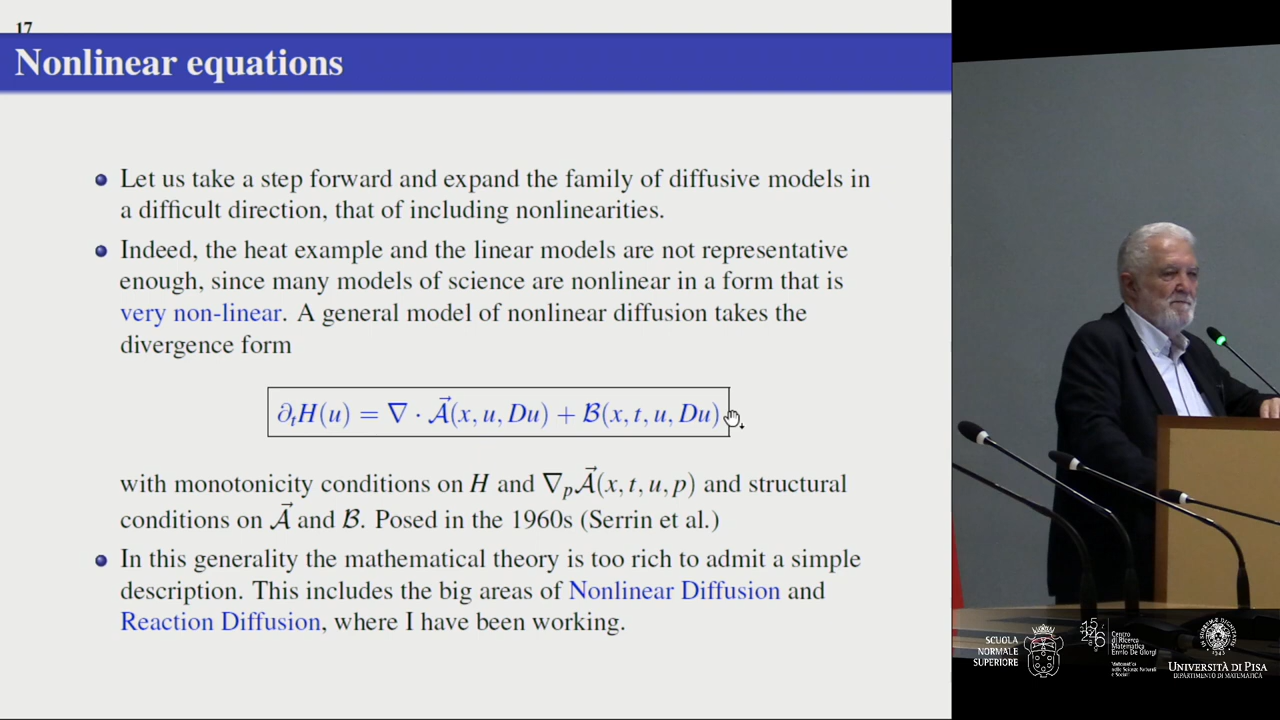 17
Nonlinear equations
Let us take a step forward and expand the family of diffusive models in
a difficult direction, that of including nonlinearities.
Indeed, the heat example and the linear models are not representative
enough, since many models of science are nonlinear in a form that is
very non-linear. A general model of nonlinear diffusion takes the
divergence form
∂ₜH(u) = ∇ · 𝒜⃗(x, u, Du) + ℬ(x, t, u, Du)
with monotonicity conditions on H and ∇ₚ𝒜⃗(x, t, u, p) and structural
conditions on 𝒜⃗ and ℬ. Posed in the 1960s (Serrin et al.)
In this generality the mathematical theory is too rich to admit a simple
description. This includes the big areas of Nonlinear Diffusion and
Reaction Diffusion, where I have been working.
SCUOLA
NORMALE
SUPERIORE
Centro
di Ricerca
Matematica
Ennio De Giorgi
UNIVERSITÀ DI PISA
DIPARTIMENTO DI MATEMATICA